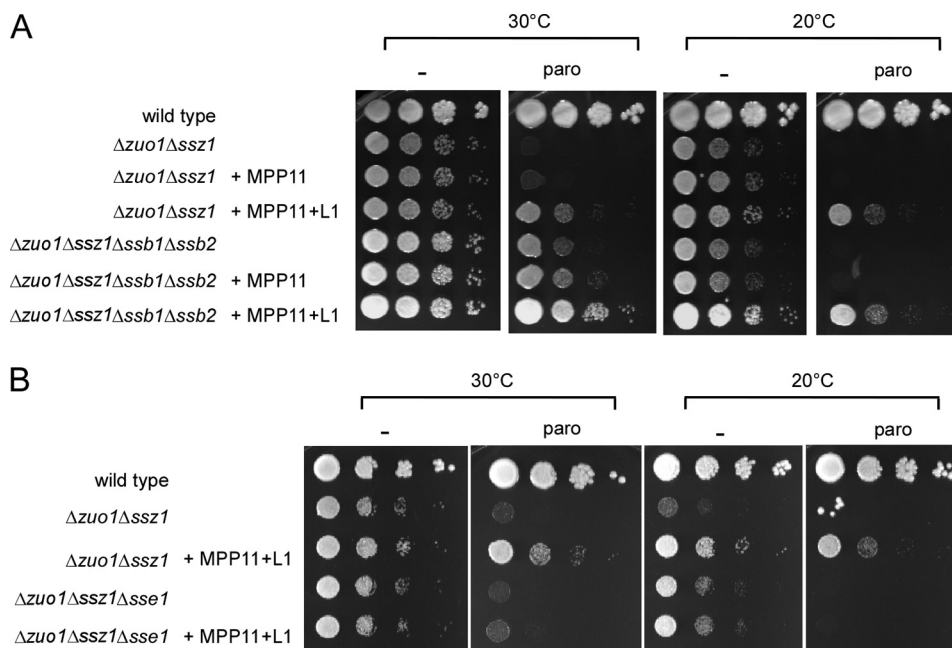 A
30°C 20°C
- paro - paro
wild type
Δzuo1Δssz1
Δzuo1Δssz1 + MPP11
Δzuo1Δssz1 + MPP11+L1
Δzuo1Δssz1Δssb1Δssb2
Δzuo1Δssz1Δssb1Δssb2 + MPP11
Δzuo1Δssz1Δssb1Δssb2 + MPP11+L1
B
30°C 20°C
- paro - paro
wild type
Δzuo1Δssz1
Δzuo1Δssz1 + MPP11+L1
Δzuo1Δssz1Δsse1
Δzuo1Δssz1Δsse1 + MPP11+L1